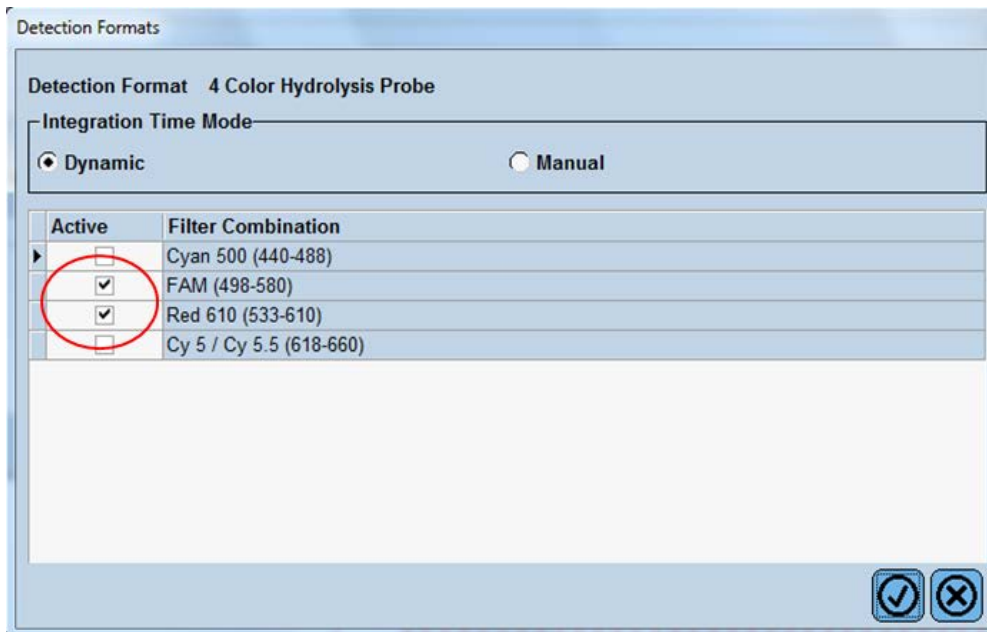 Detection Formats
Detection Format 4 Color Hydrolysis Probe
Integration Time Mode
Dynamic Manual
Active Filter Combination
Cyan 500 (440-488)
FAM (498-580)
Red 610 (533-610)
Cy 5 / Cy 5.5 (618-660)